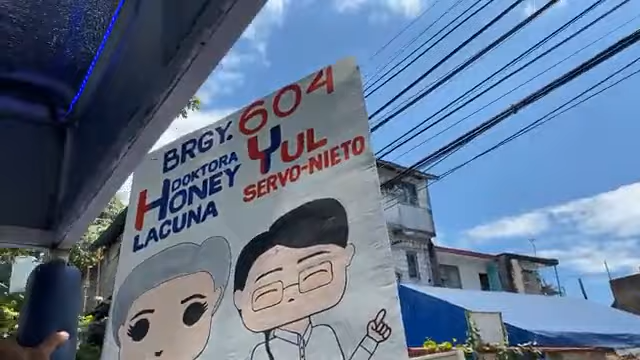 BRGY. 604
DOKTORA
HONEY
LACUNA
YUL
SERVO-NIETO